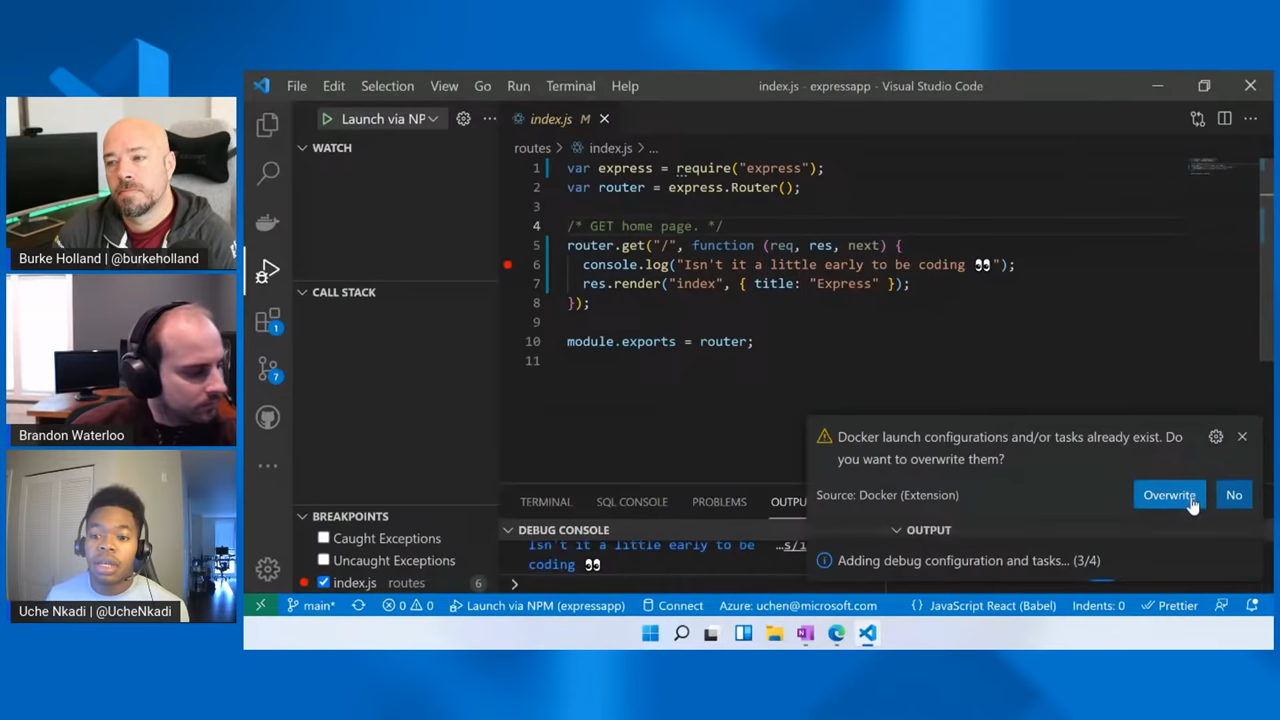 Burke Holland | @burkeholland
Brandon Waterloo
Uche Nkadi | @UcheNkadi
File Edit Selection View Go Run Terminal Help
index.js - expressapp - Visual Studio Code
Launch via NP
index.js M
WATCH
routes > index.js > ...
1 var express = require("express");
2 var router = express.Router();
3
4 /* GET home page. */
5 router.get("/", function (req, res, next) {
6 console.log("Isn't it a little early to be coding 👀");
7 res.render("index", { title: "Express" });
8 });
9
10 module.exports = router;
11
CALL STACK
1
7
Docker launch configurations and/or tasks already exist. Do
you want to overwrite them?
Source: Docker (Extension)
Overwrite No
TERMINAL SQL CONSOLE PROBLEMS OUTPU
BREAKPOINTS
Caught Exceptions
Uncaught Exceptions
index.js routes 6
DEBUG CONSOLE
OUTPUT
Isn't it a little early to be …s/i
coding 👀
Adding debug configuration and tasks... (3/4)
main* 0 0 Launch via NPM (expressapp) Connect Azure: uchen@microsoft.com {} JavaScript React (Babel) Indents: 0 Prettier